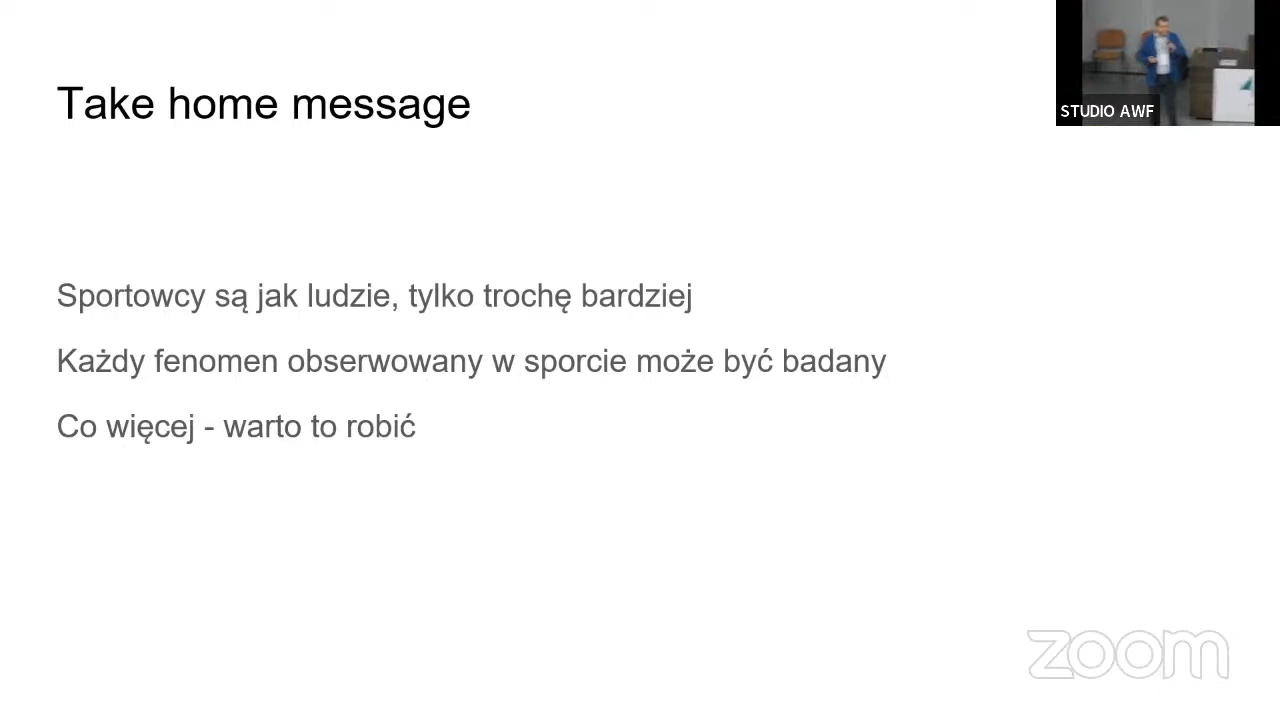 Take home message
STUDIO AWF
Sportowcy są jak ludzie, tylko trochę bardziej
Każdy fenomen obserwowany w sporcie może być badany
Co więcej - warto to robić
zoom